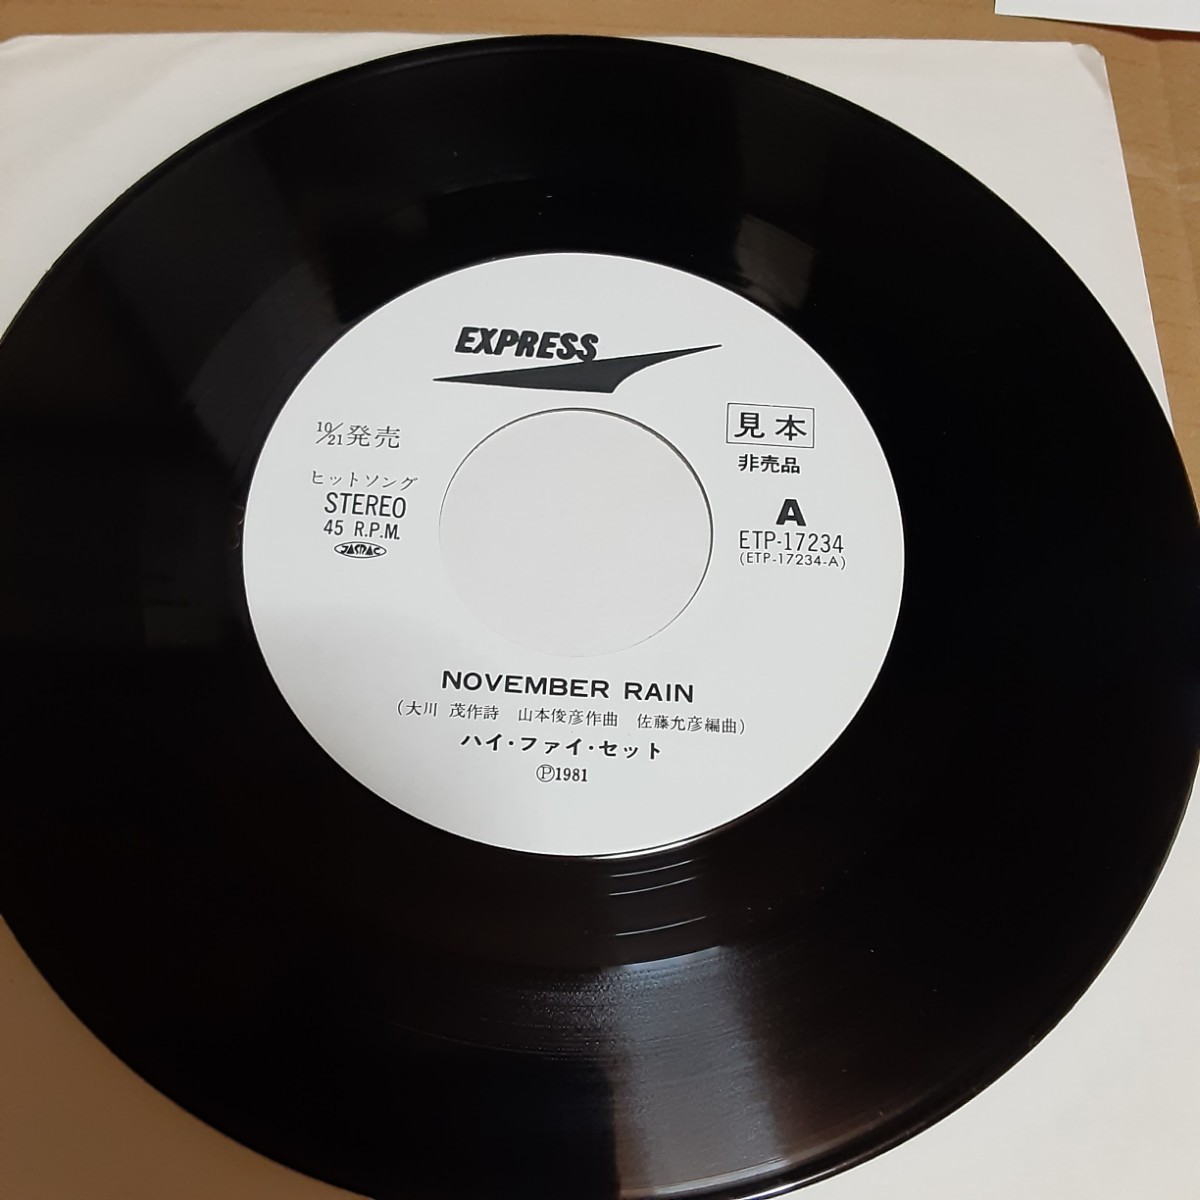 EXPRESS
10/21発売
見本
非売品
ヒットソング
STEREO
45 R.P.M.
JASRAC
A
ETP-17234
(ETP-17234-A)
NOVEMBER RAIN
(大川 茂作詩 山本俊彦作曲 佐藤允彦編曲)
ハイ・ファイ・セット
Ⓟ1981